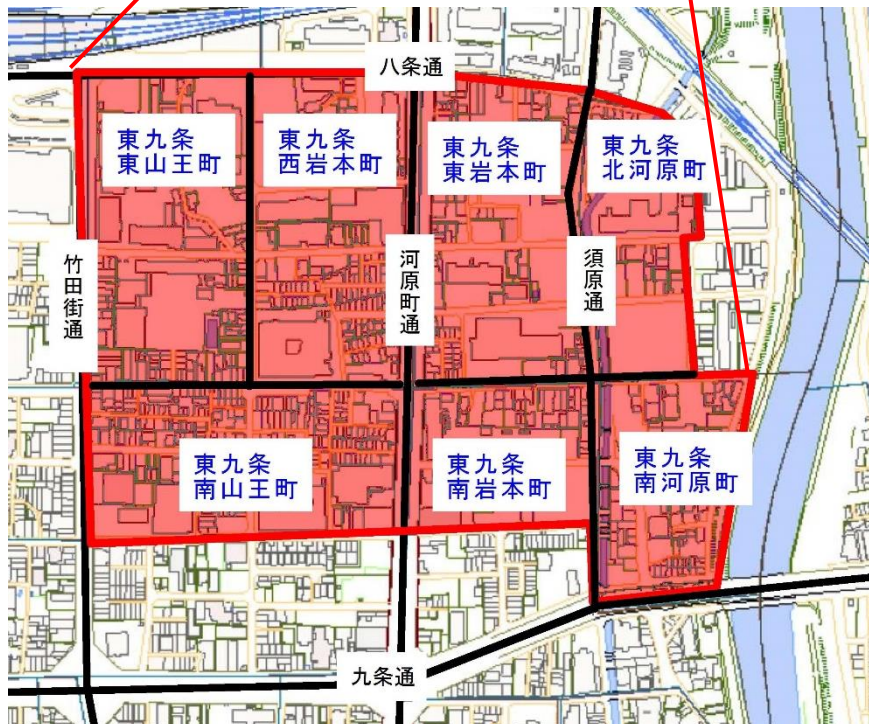 八条通
東九条
東山王町
東九条
西岩本町
東九条
東岩本町
東九条
北河原町
竹田街通
河原町通
須原通
東九条
南山王町
東九条
南岩本町
東九条
南河原町
九条通